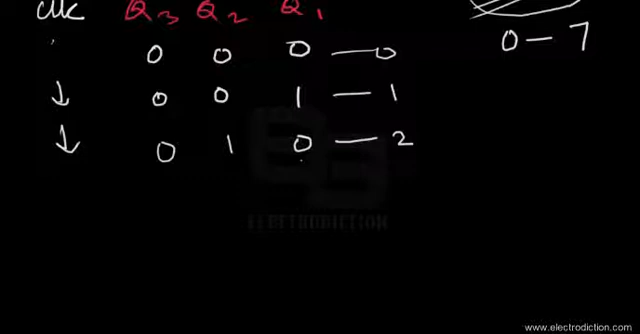 clk Q3 Q2 Q1
0 0 0 — 0
0 - 7
↓ 0 0 1 — 1
↓ 0 1 0 — 2
ELECTRODICTION
www.electrodiction.com